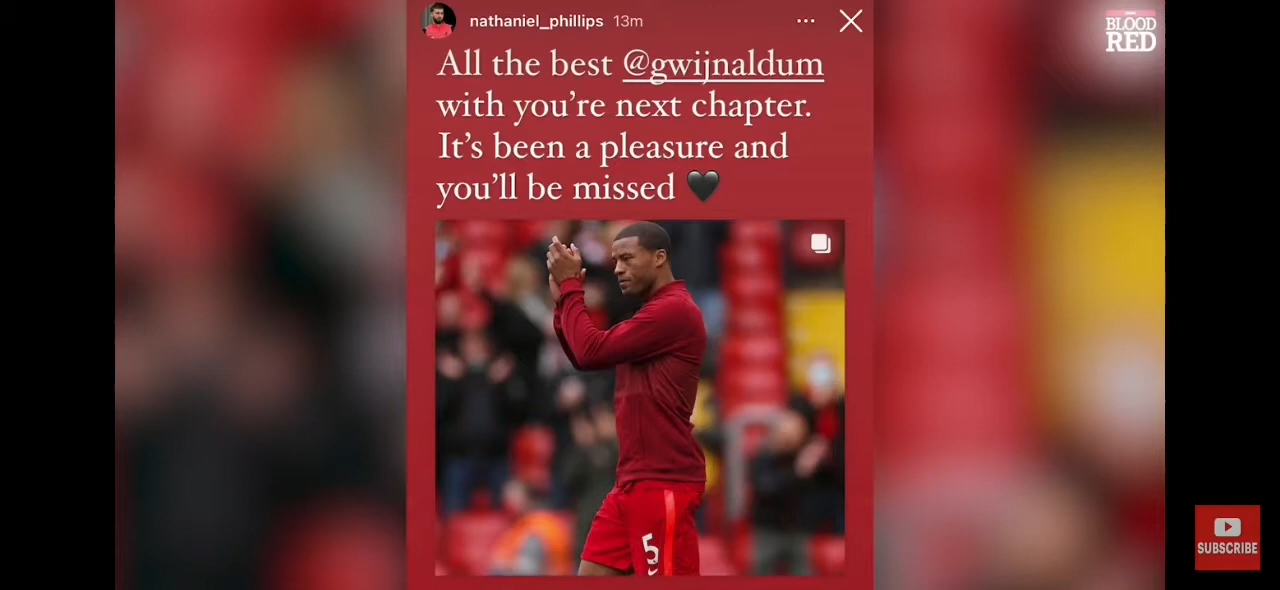 nathaniel_phillips 13m
BLOOD
RED
All the best @gwijnaldum
with you’re next chapter.
It’s been a pleasure and
you’ll be missed 🖤
5
SUBSCRIBE